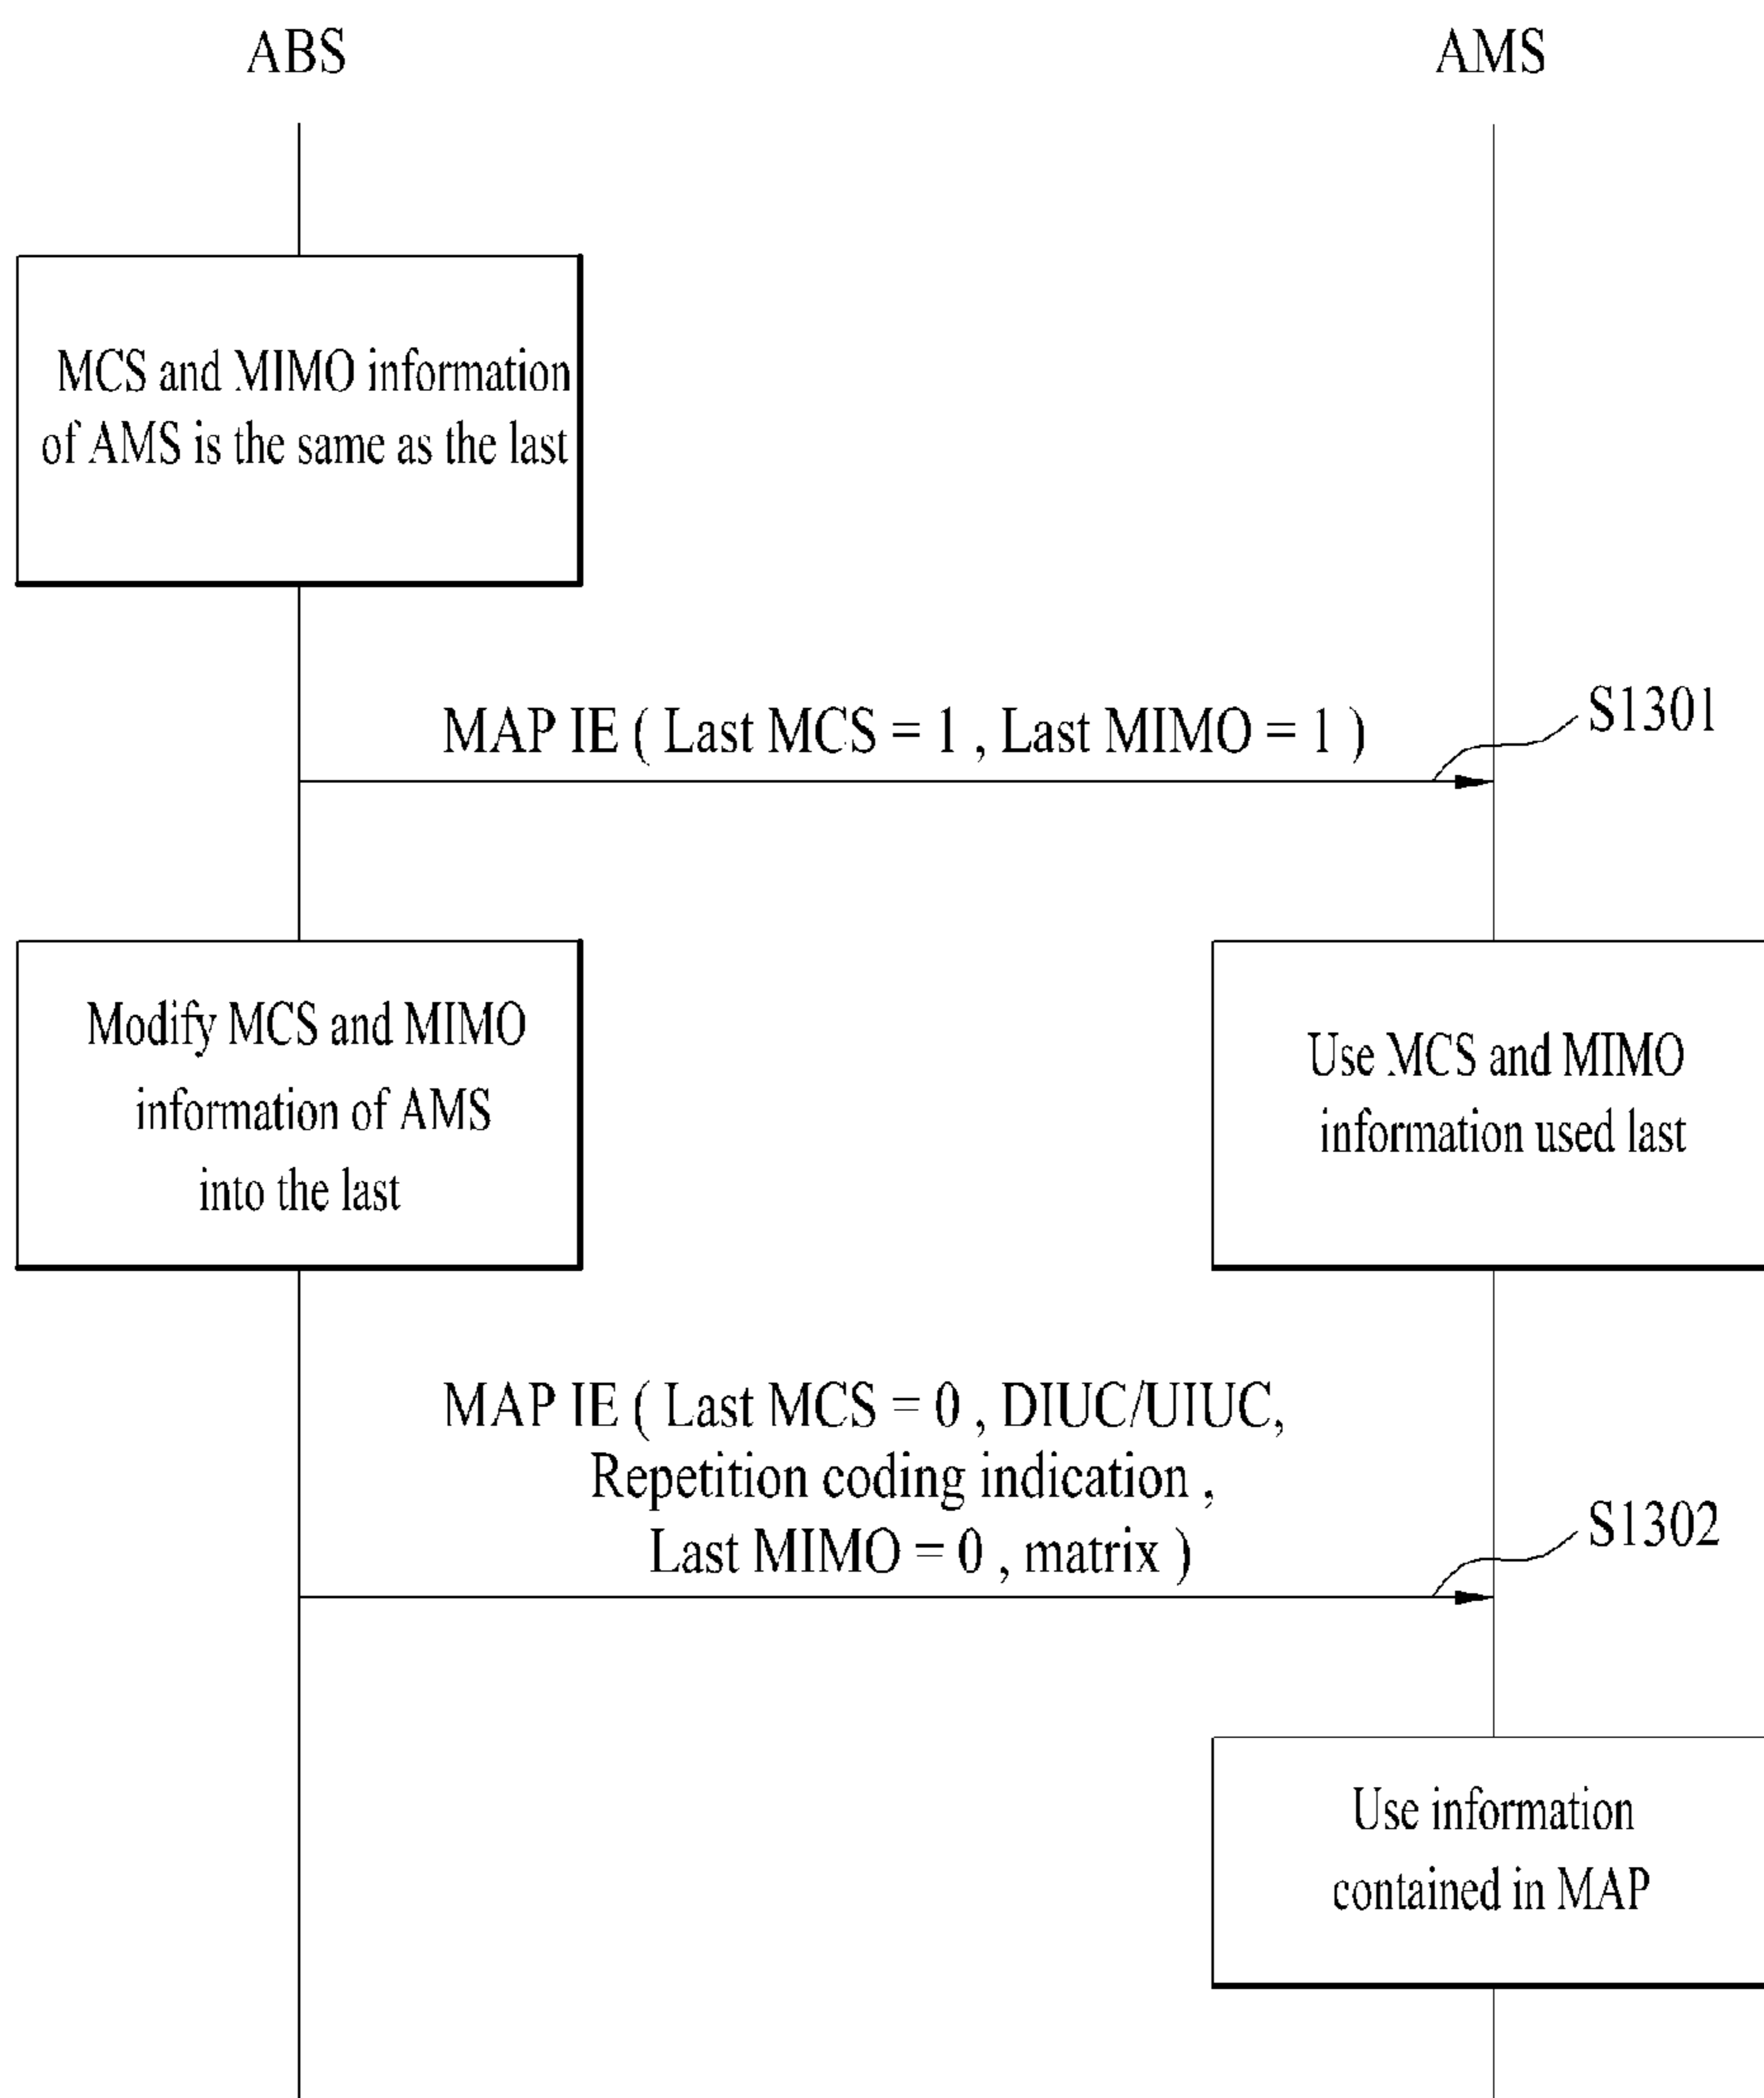 ABS
AMS
MCS and MIMO information
of AMS is the same as the last
MAP IE ( Last MCS = 1 , Last MIMO = 1 )
S1301
Modify MCS and MIMO
information of AMS
into the last
Use MCS and MIMO
information used last
MAP IE ( Last MCS = 0 , DIUC/UIUC,
Repetition coding indication ,
Last MIMO = 0 , matrix )
S1302
Use information
contained in MAP